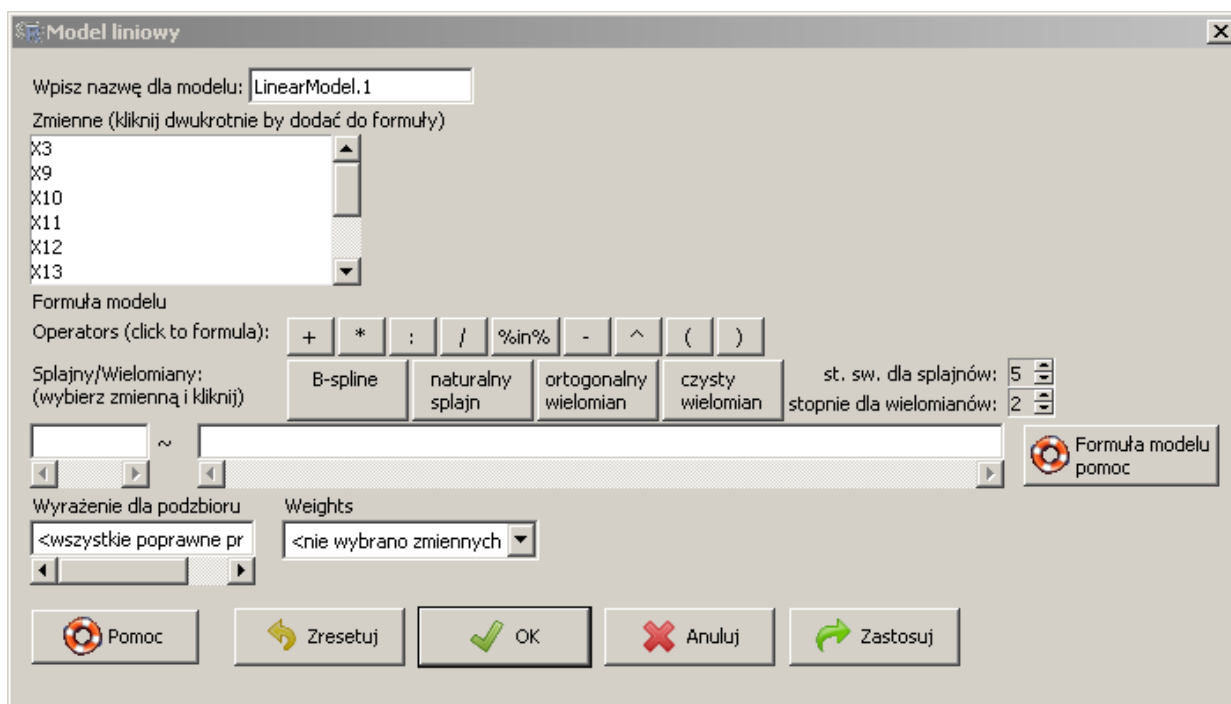 Model liniowy
Wpisz nazwę dla modelu: LinearModel.1
Zmienne (kliknij dwukrotnie by dodać do formuły)
X3
X9
X10
X11
X12
X13
Formuła modelu
Operators (click to formula): + * : / %in% - ^ ( )
Splajny/Wielomiany:
(wybierz zmienną i kliknij)
B-spline
naturalny
splajn
ortogonalny
wielomian
czysty
wielomian
st. sw. dla splajnów: 5
stopnie dla wielomianów: 2
~
Formuła modelu
pomoc
Wyrażenie dla podzbioru
Weights
<wszystkie poprawne pr
<nie wybrano zmiennych
Pomoc
Zresetuj
OK
Anuluj
Zastosuj